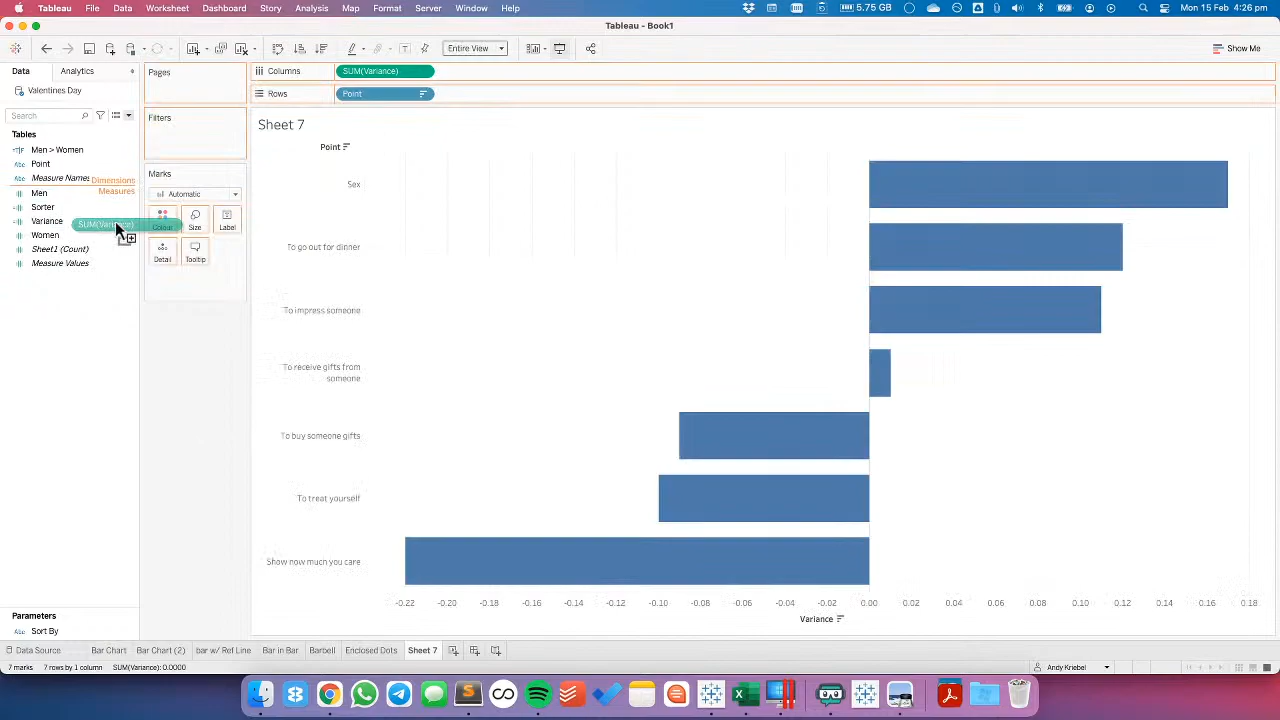 Tableau File Data Worksheet Dashboard Story Analysis Map Format Server Window Help 5.75 GB Mon 15 Feb 4:26 pm
Tableau - Book1
Entire View Show Me
Data Analytics
Valentines Day
Search
Tables
Men > Women
Abc Point
Abc Measure Names
Dimensions
Measures
Men
Sorter
Variance
SUM(Variance)
Women
Sheet1 (Count)
Measure Values
Parameters
Abc Sort By
Pages
Filters
Marks
Automatic
Colour Size Label
Detail Tooltip
Columns SUM(Variance)
Rows Point
Sheet 7
Point
Sex
To go out for dinner
To impress someone
To receive gifts from
someone
To buy someone gifts
To treat yourself
Show now much you care
-0.22 -0.20 -0.18 -0.16 -0.14 -0.12 -0.10 -0.08 -0.06 -0.04 -0.02 0.00 0.02 0.04 0.06 0.08 0.10 0.12 0.14 0.16 0.18
Variance
Data Source Bar Chart Bar Chart (2) bar w/ Ref Line Bar in Bar Barbell Enclosed Dots Sheet 7
7 marks 7 rows by 1 column SUM(Variance): 0.0000 Andy Kriebel